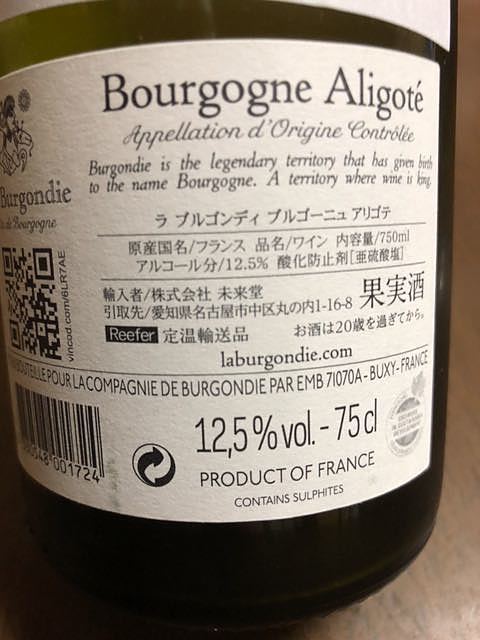 Bourgogne Aligoté
Appellation d'Origine Contrôlée
Burgondie is the legendary territory that has given birth
to the name Bourgogne. A territory where wine is king.
Burgondie
de Bourgogne
ラ ブルゴンディ ブルゴーニュ アリゴテ
原産国名/フランス 品名/ワイン 内容量/750ml
アルコール分/12.5% 酸化防止剤[亜硫酸塩]
輸入者/株式会社 未来堂
引取先/愛知県名古屋市中区丸の内1-16-8
果実酒
Reefer 定温輸送品 お酒は20歳を過ぎてから。
vincod.com/6LR7AE
laburgondie.com
BOUTEILLE POUR LA COMPAGNIE DE BURGONDIE PAR EMB 71070A - BUXY - FRANCE
12,5% vol. - 75 cl
PRODUCT OF FRANCE
CONTAINS SULPHITES
001724